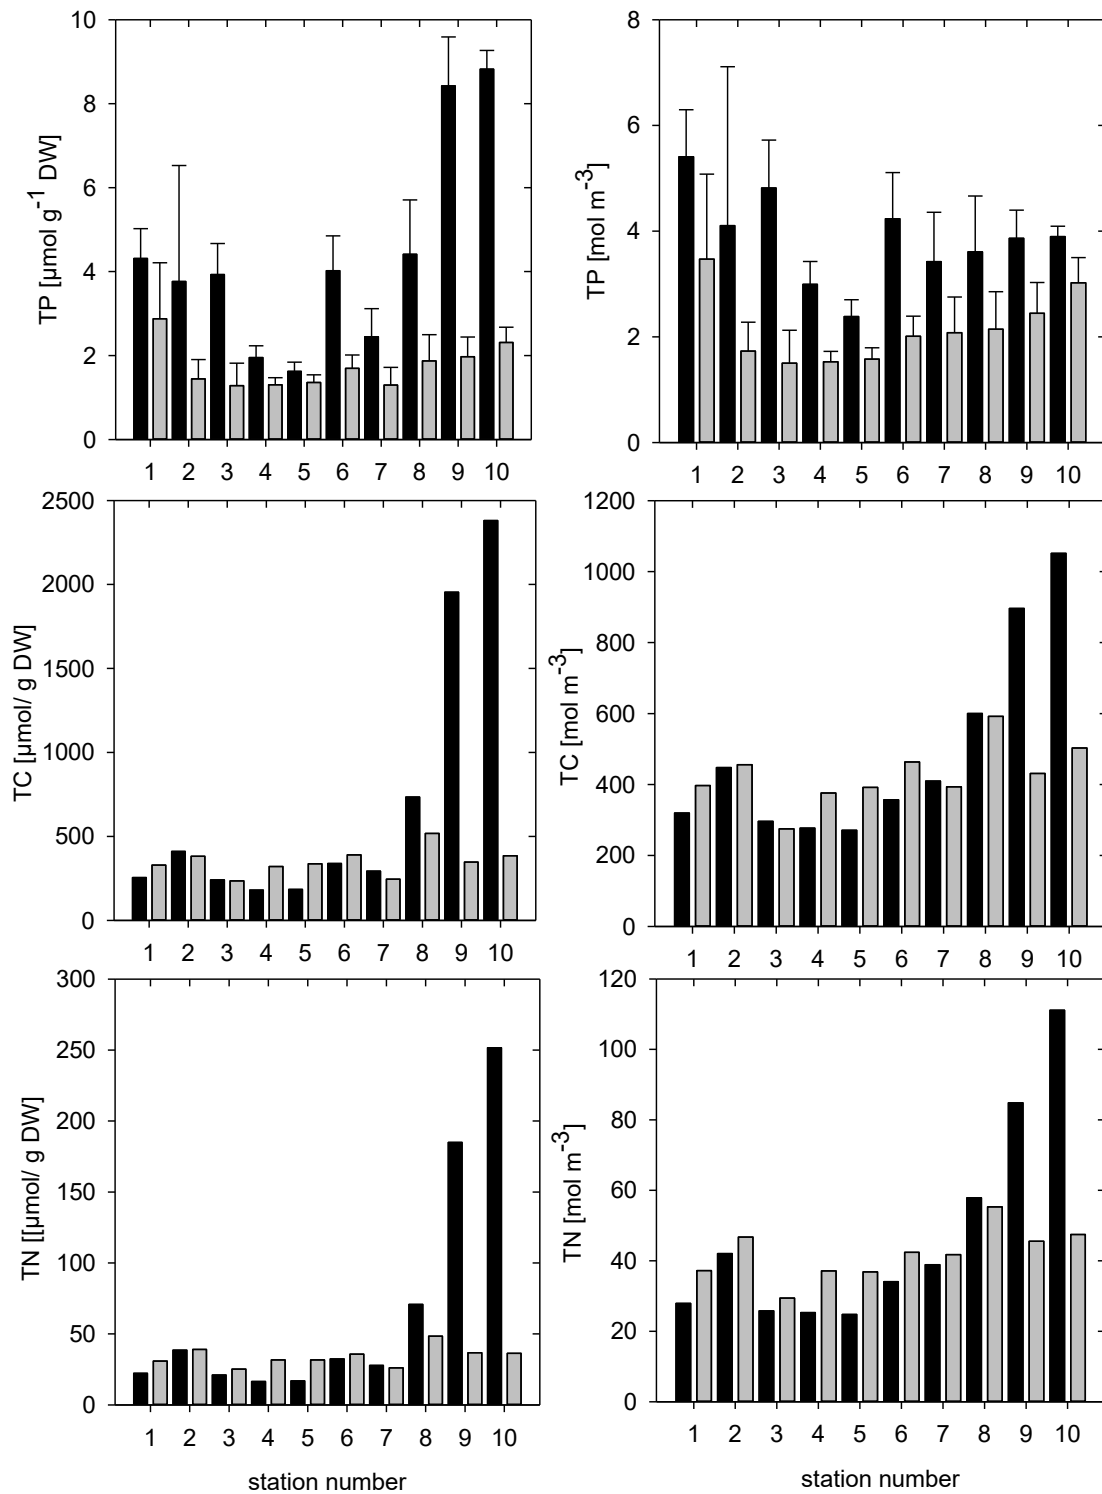 TP [µmol g-1 DW]
10
8
6
4
2
0
1 2 3 4 5 6 7 8 9 10
TP [mol m-3]
8
6
4
2
0
1 2 3 4 5 6 7 8 9 10
TC [µmol/ g DW]
2500
2000
1500
1000
500
0
1 2 3 4 5 6 7 8 9 10
TC [mol m-3]
1200
1000
800
600
400
200
0
1 2 3 4 5 6 7 8 9 10
TN [[µmol/ g DW]
300
250
200
150
100
50
0
1 2 3 4 5 6 7 8 9 10
station number
TN [mol m-3]
120
100
80
60
40
20
0
1 2 3 4 5 6 7 8 9 10
station number